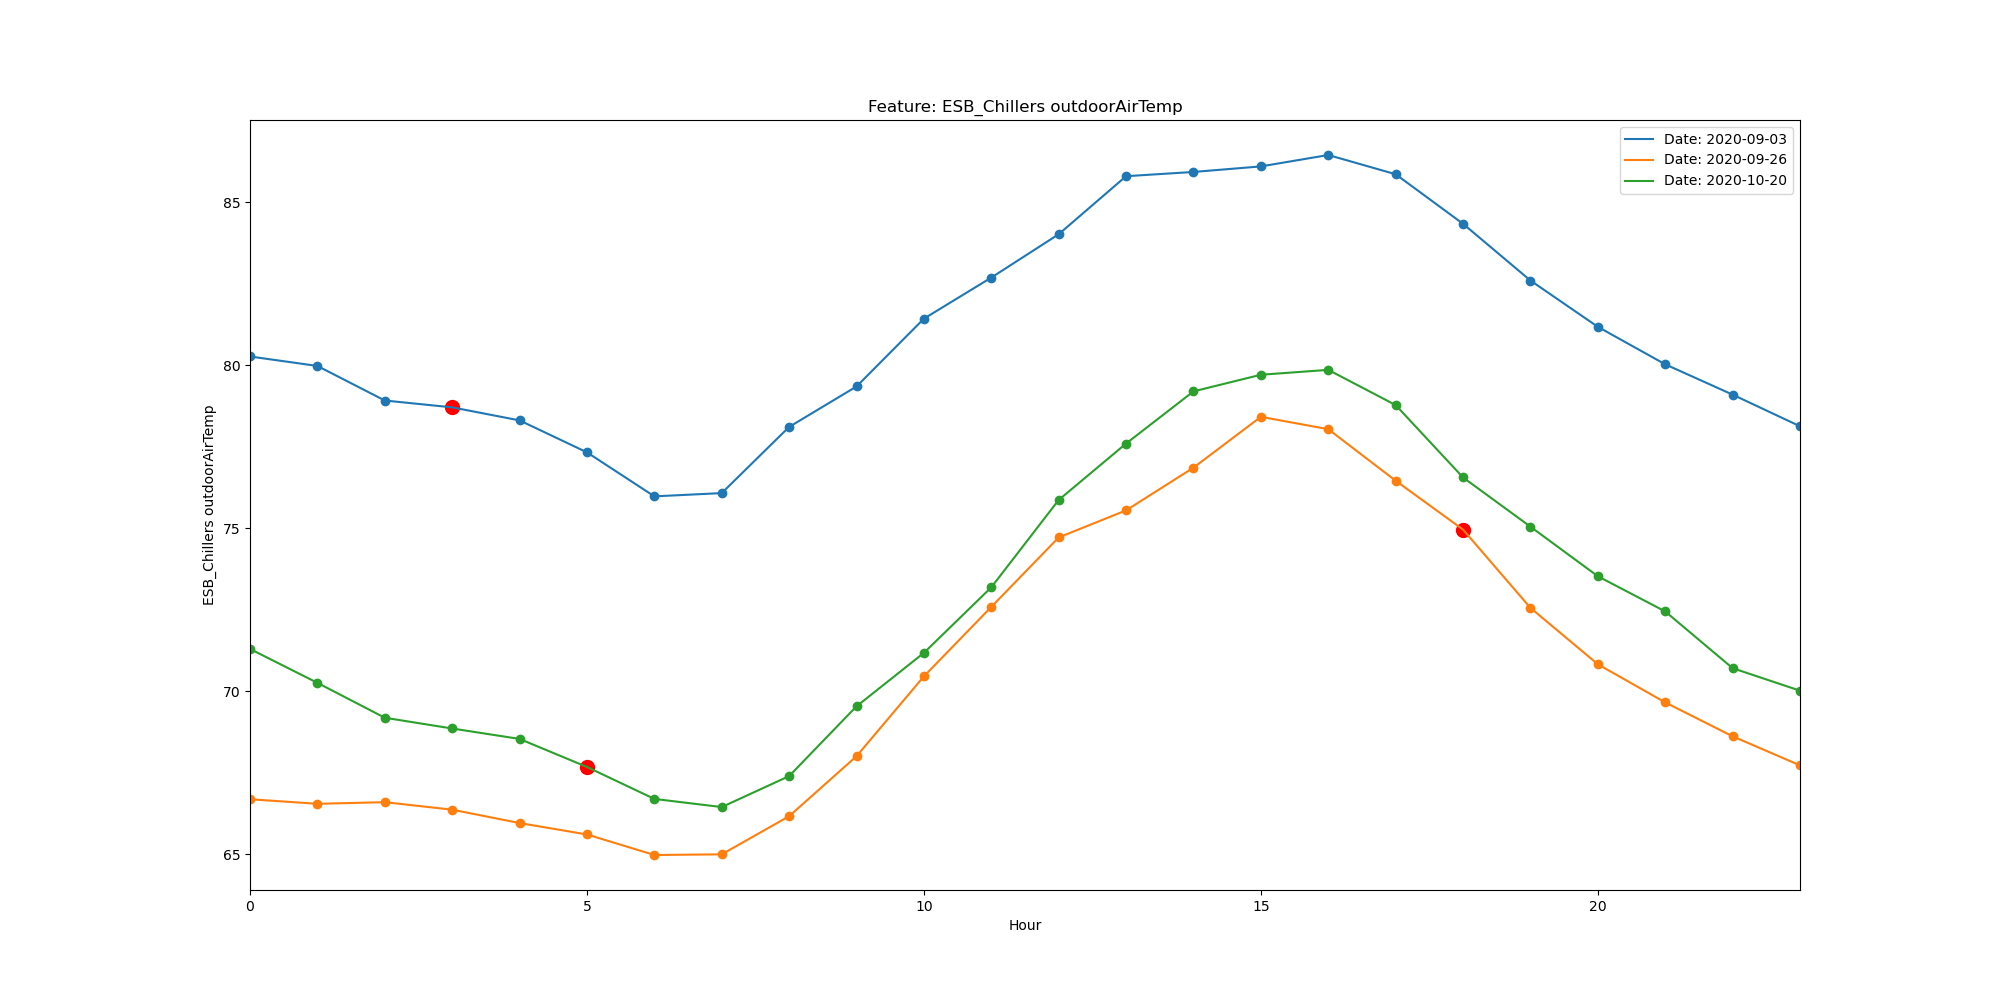 Feature: ESB_Chillers outdoorAirTemp
Date: 2020-09-03
Date: 2020-09-26
Date: 2020-10-20
ESB_Chillers outdoorAirTemp
85
80
75
70
65
0 5 10 15 20
Hour